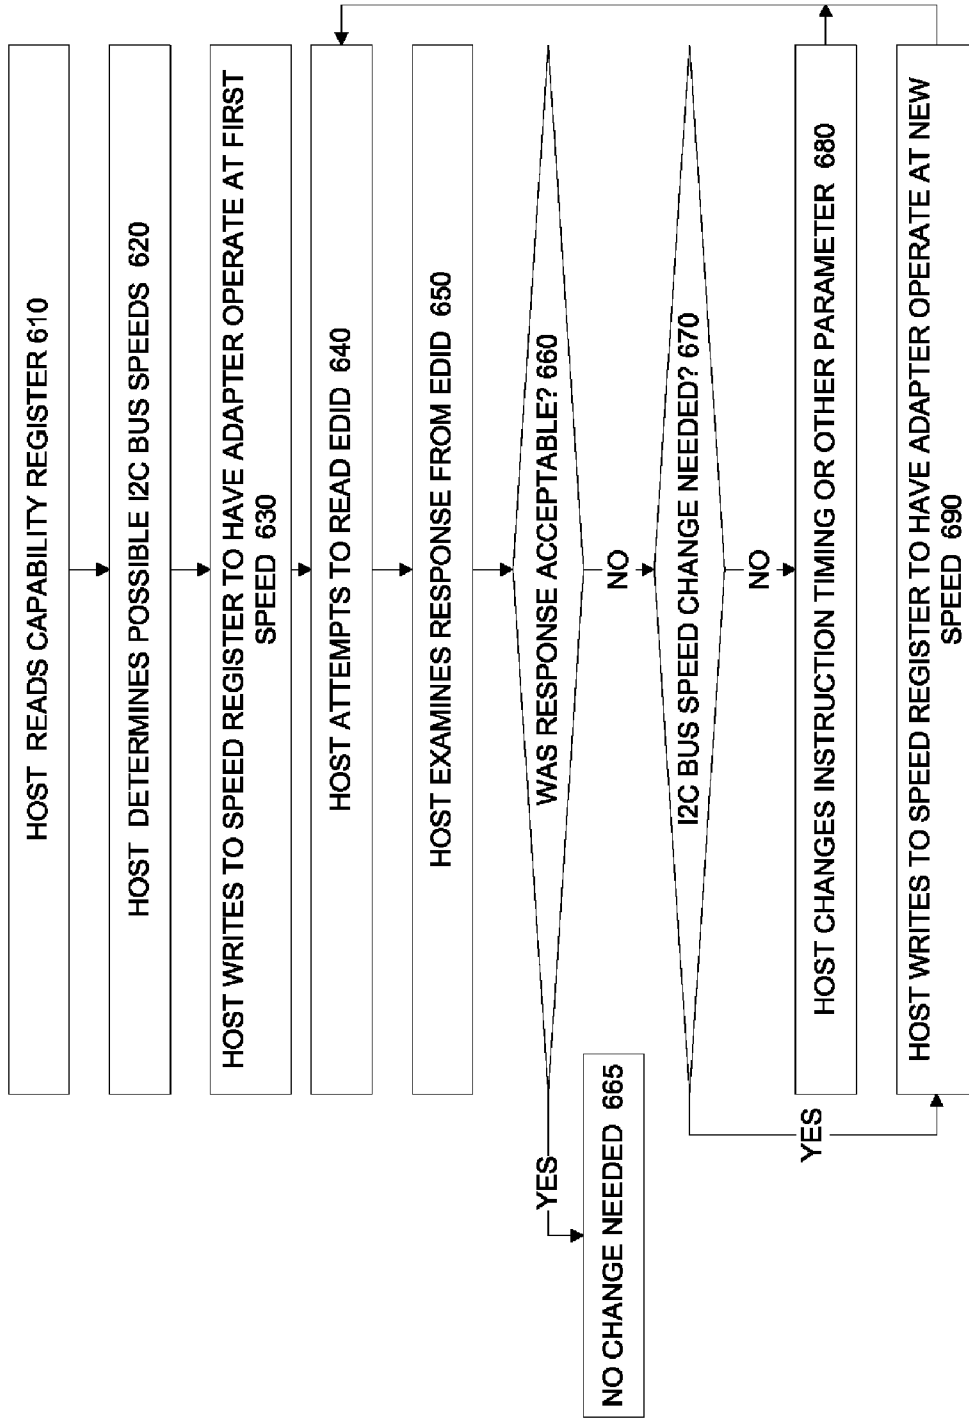 HOST READS CAPABILITY REGISTER 610
HOST DETERMINES POSSIBLE I2C BUS SPEEDS 620
HOST WRITES TO SPEED REGISTER TO HAVE ADAPTER OPERATE AT FIRST
SPEED 630
HOST ATTEMPTS TO READ EDID 640
HOST EXAMINES RESPONSE FROM EDID 650
WAS RESPONSE ACCEPTABLE? 660
YES
NO
NO CHANGE NEEDED 665
I2C BUS SPEED CHANGE NEEDED? 670
NO
YES
HOST CHANGES INSTRUCTION TIMING OR OTHER PARAMETER 680
HOST WRITES TO SPEED REGISTER TO HAVE ADAPTER OPERATE AT NEW
SPEED 690